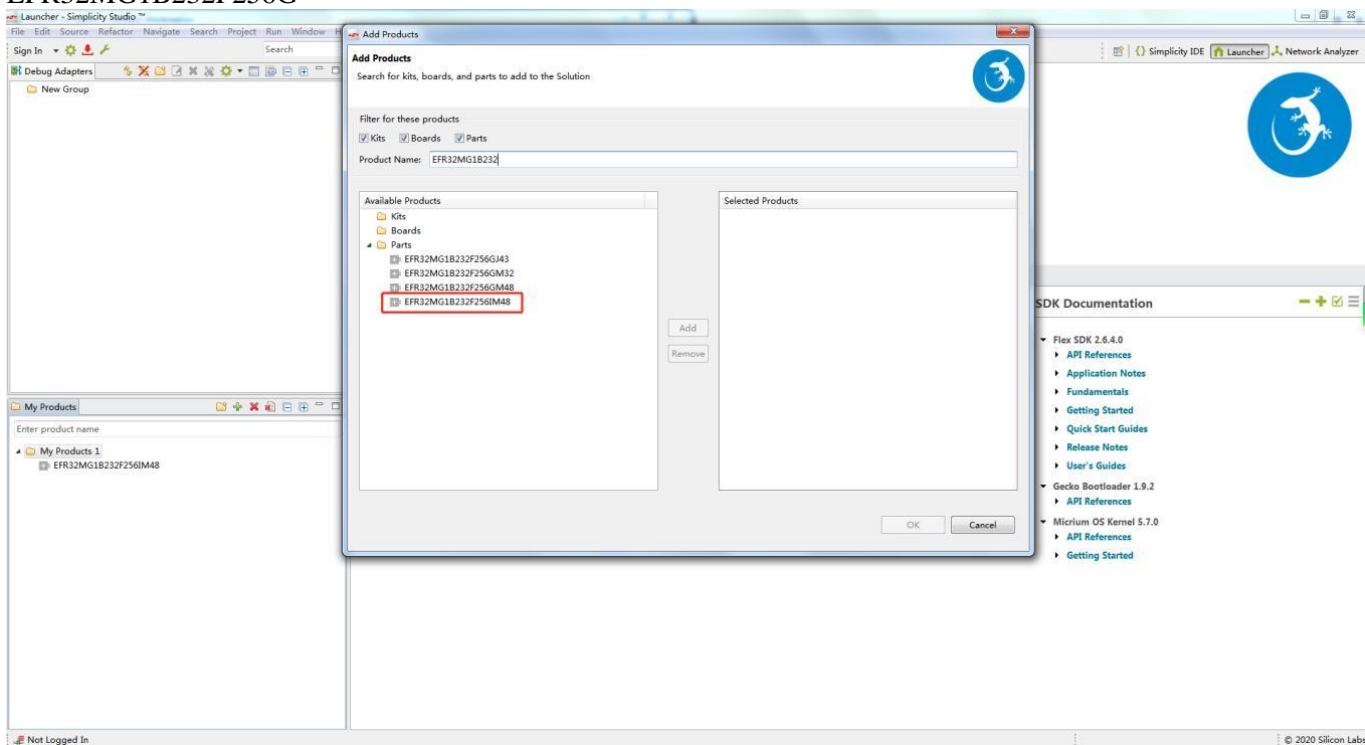 EFR32MG1B232F256G
Launcher - Simplicity Studio ™
File Edit Source Refactor Navigate Search Project Run Window H
Sign In
Search
Simplicity IDE Launcher Network Analyzer
Debug Adapters
New Group
Add Products
Add Products
Search for kits, boards, and parts to add to the Solution
Filter for these products
Kits Boards Parts
Product Name: EFR32MG1B232
Available Products
Kits
Boards
Parts
EFR32MG1B232F256GJ43
EFR32MG1B232F256GM32
EFR32MG1B232F256GM48
EFR32MG1B232F256IM48
Add
Remove
Selected Products
OK Cancel
My Products
Enter product name
My Products 1
EFR32MG1B232F256IM48
SDK Documentation
Flex SDK 2.6.4.0
API References
Application Notes
Fundamentals
Getting Started
Quick Start Guides
Release Notes
User's Guides
Gecko Bootloader 1.9.2
API References
Micrium OS Kernel 5.7.0
API References
Getting Started
Not Logged In
© 2020 Silicon Labs